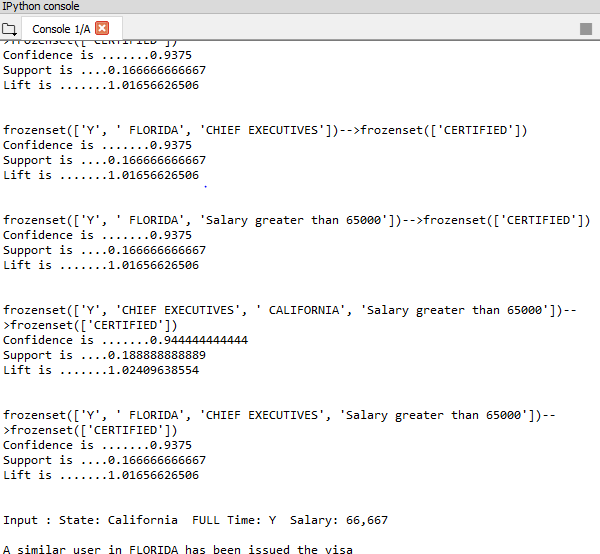 IPython console
Console 1/A
>frozenset(['CERTIFIED'])
Confidence is .......0.9375
Support is ....0.166666666667
Lift is .......1.01656626506
frozenset(['Y', ' FLORIDA', 'CHIEF EXECUTIVES'])-->frozenset(['CERTIFIED'])
Confidence is .......0.9375
Support is ....0.166666666667
Lift is .......1.01656626506
frozenset(['Y', ' FLORIDA', 'Salary greater than 65000'])-->frozenset(['CERTIFIED'])
Confidence is .......0.9375
Support is ....0.166666666667
Lift is .......1.01656626506
frozenset(['Y', 'CHIEF EXECUTIVES', ' CALIFORNIA', 'Salary greater than 65000'])--
>frozenset(['CERTIFIED'])
Confidence is .......0.944444444444
Support is ....0.188888888889
Lift is .......1.02409638554
frozenset(['Y', ' FLORIDA', 'CHIEF EXECUTIVES', 'Salary greater than 65000'])--
>frozenset(['CERTIFIED'])
Confidence is .......0.9375
Support is ....0.166666666667
Lift is .......1.01656626506
Input : State: California  FULL Time: Y  Salary: 66,667
A similar user in FLORIDA has been issued the visa